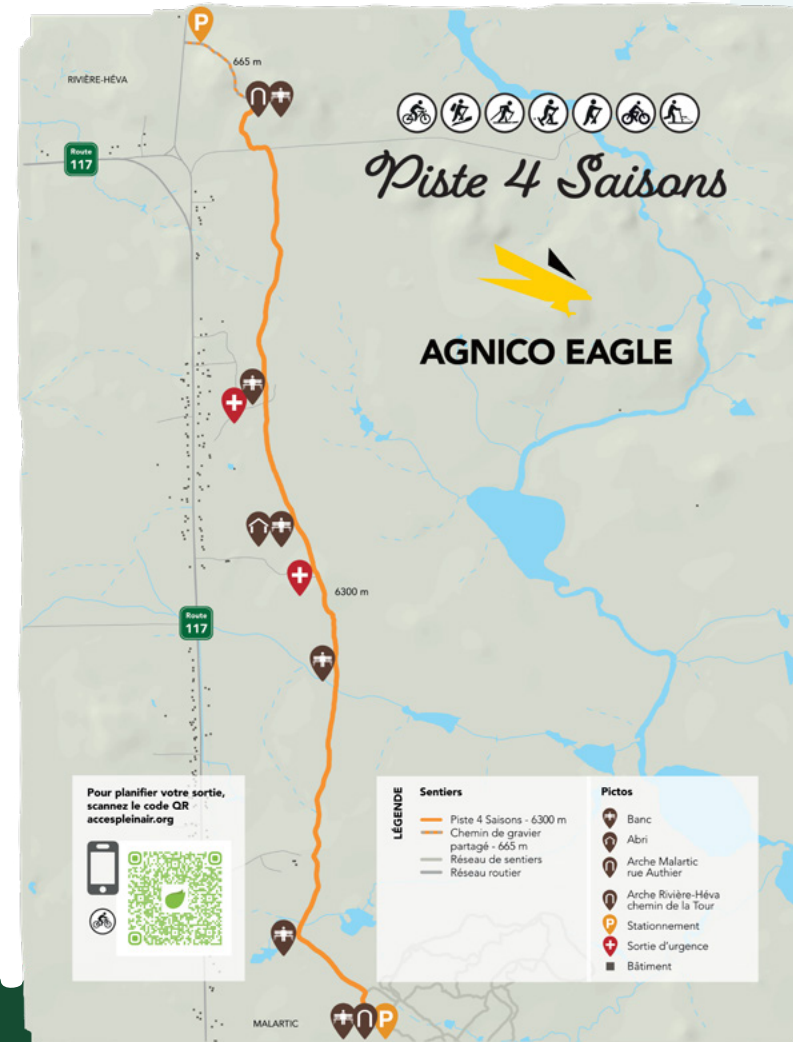 P
665 m
RIVIÈRE-HÉVA
Route
117
Piste 4 Saisons
AGNICO EAGLE
6300 m
Route
117
Pour planifier votre sortie,
scannez le code QR
accespleinair.org
LÉGENDE
Sentiers
Piste 4 Saisons - 6300 m
Chemin de gravier
partagé - 665 m
Réseau de sentiers
Réseau routier
Pictos
Banc
Abri
Arche Malartic
rue Authier
Arche Rivière-Héva
chemin de la Tour
P Stationnement
Sortie d'urgence
Bâtiment
MALARTIC
P